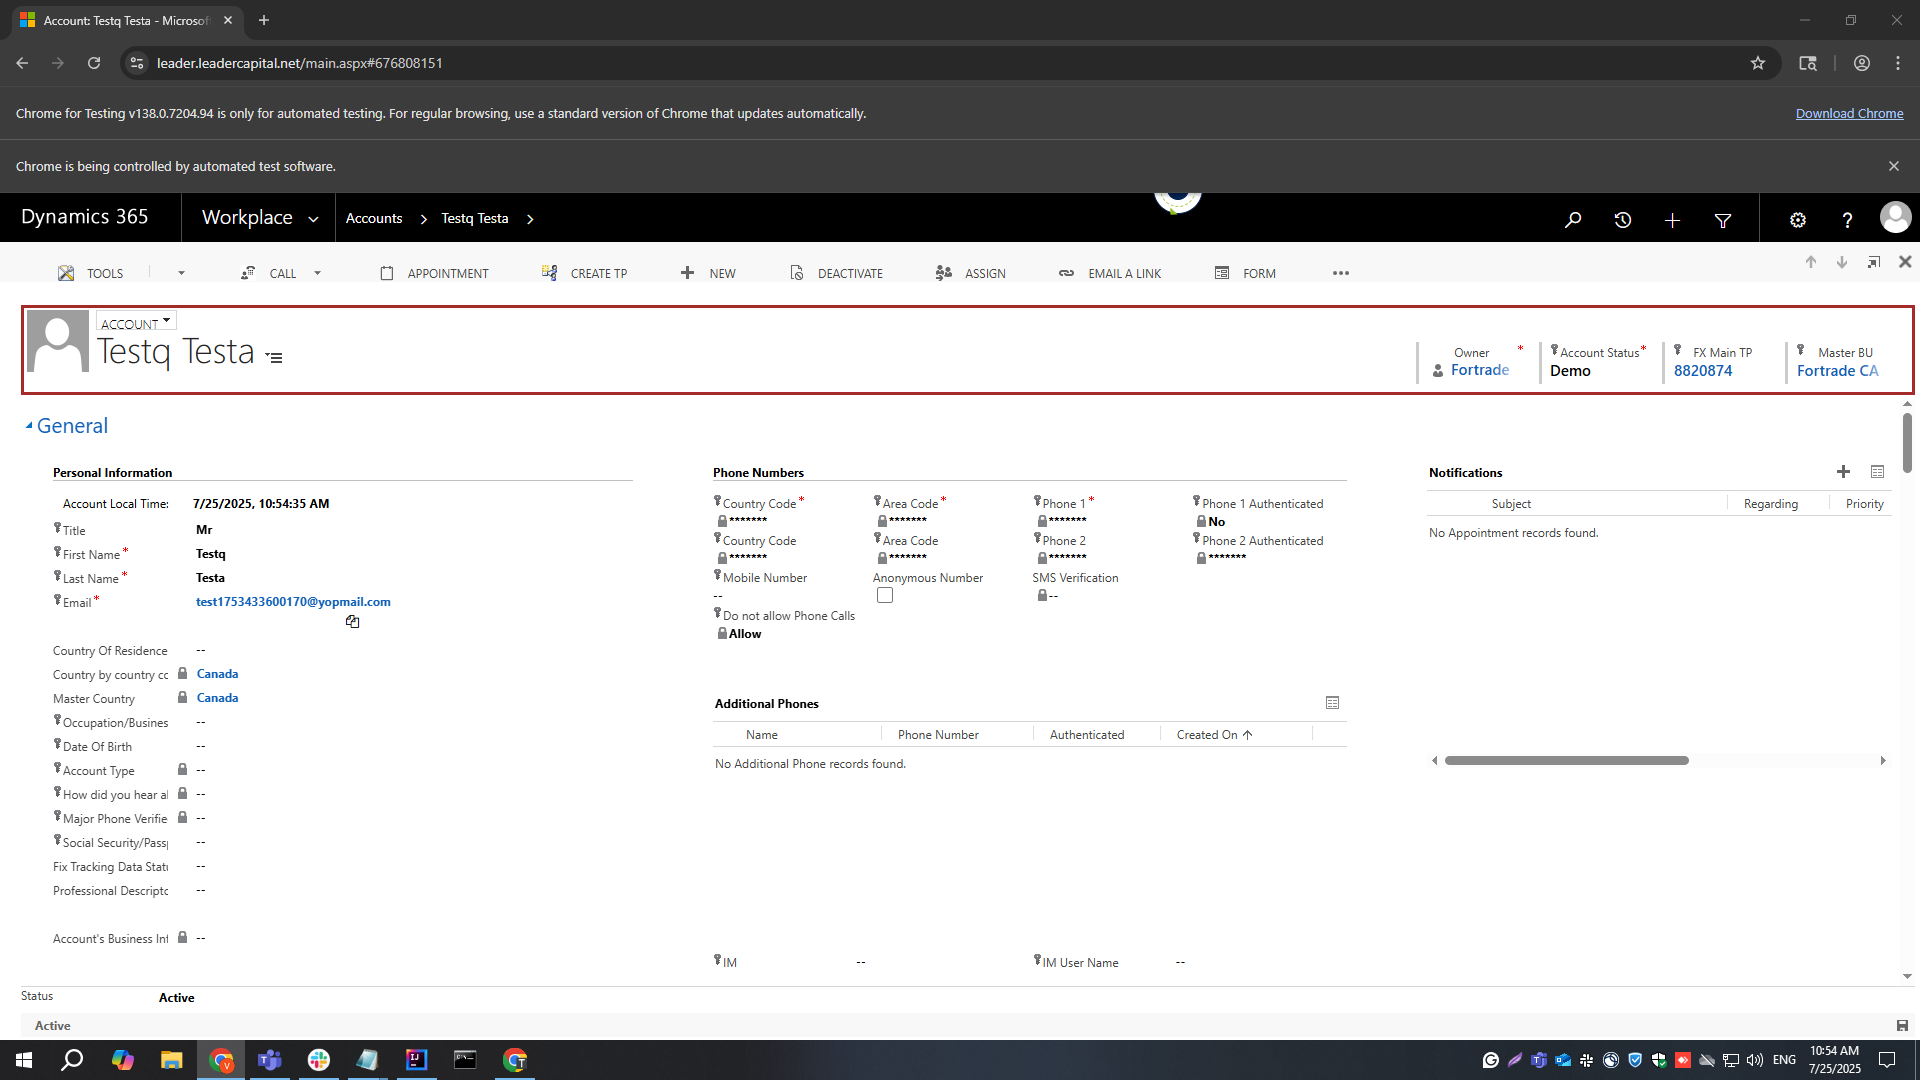 Account: Testq Testa - Microsoft
leader.leadercapital.net/main.aspx#676808151
Chrome for Testing v138.0.7204.94 is only for automated testing. For regular browsing, use a standard version of Chrome that updates automatically.
Download Chrome
Chrome is being controlled by automated test software.
Dynamics 365
Workplace
Accounts
Testq Testa
TOOLS
CALL
APPOINTMENT
CREATE TP
NEW
DEACTIVATE
ASSIGN
EMAIL A LINK
FORM
ACCOUNT
Testq Testa
Owner *
Fortrade
Account Status *
Demo
FX Main TP
8820874
Master BU
Fortrade CA
General
Personal Information
Account Local Time:
7/25/2025, 10:54:35 AM
Title
Mr
First Name *
Testq
Last Name *
Testa
Email *
test1753433600170@yopmail.com
Country Of Residence
--
Country by country cc
Canada
Master Country
Canada
Occupation/Busines
--
Date Of Birth
--
Account Type
--
How did you hear al
--
Major Phone Verifie
--
Social Security/Pass
--
Fix Tracking Data Stat
--
Professional Descript
--
Account's Business Int
--
Phone Numbers
Country Code *
*******
Area Code *
*******
Phone 1 *
*******
Phone 1 Authenticated
No
Country Code
*******
Area Code
*******
Phone 2
*******
Phone 2 Authenticated
*******
Mobile Number
--
Anonymous Number
SMS Verification
--
Do not allow Phone Calls
Allow
Additional Phones
Name
Phone Number
Authenticated
Created On
No Additional Phone records found.
IM
--
IM User Name
--
Notifications
Subject
Regarding
Priority
No Appointment records found.
Status
Active
Active
ENG
10:54 AM
7/25/2025